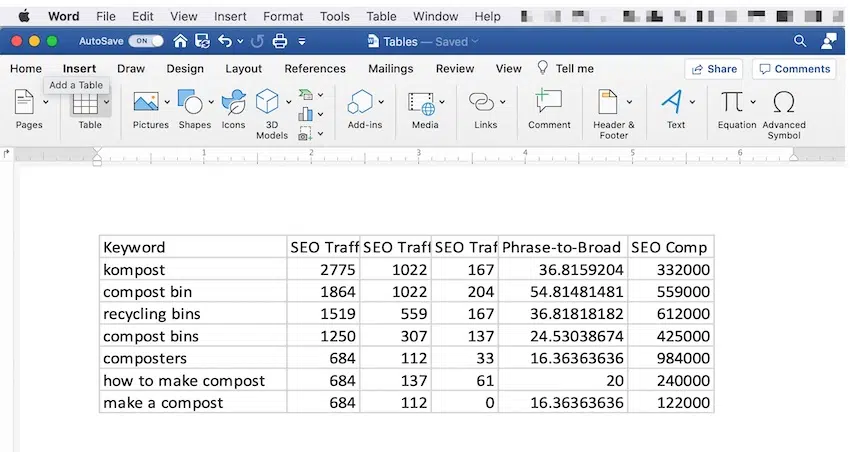 Word File Edit View Insert Format Tools Table Window Help
AutoSave ON Tables — Saved
Home Insert Draw Design Layout References Mailings Review View Tell me Share Comments
Add a Table
Pages Table Pictures Shapes Icons 3D Models Add-ins Media Links Comment Header & Footer Text Equation Advanced Symbol
1 2 3 4 5 6
Keyword SEO Traff SEO Traff SEO Traf Phrase-to-Broad SEO Comp
kompost 2775 1022 167 36.8159204 332000
compost bin 1864 1022 204 54.81481481 559000
recycling bins 1519 559 167 36.81818182 612000
compost bins 1250 307 137 24.53038674 425000
composters 684 112 33 16.36363636 984000
how to make compost 684 137 61 20 240000
make a compost 684 112 0 16.36363636 122000